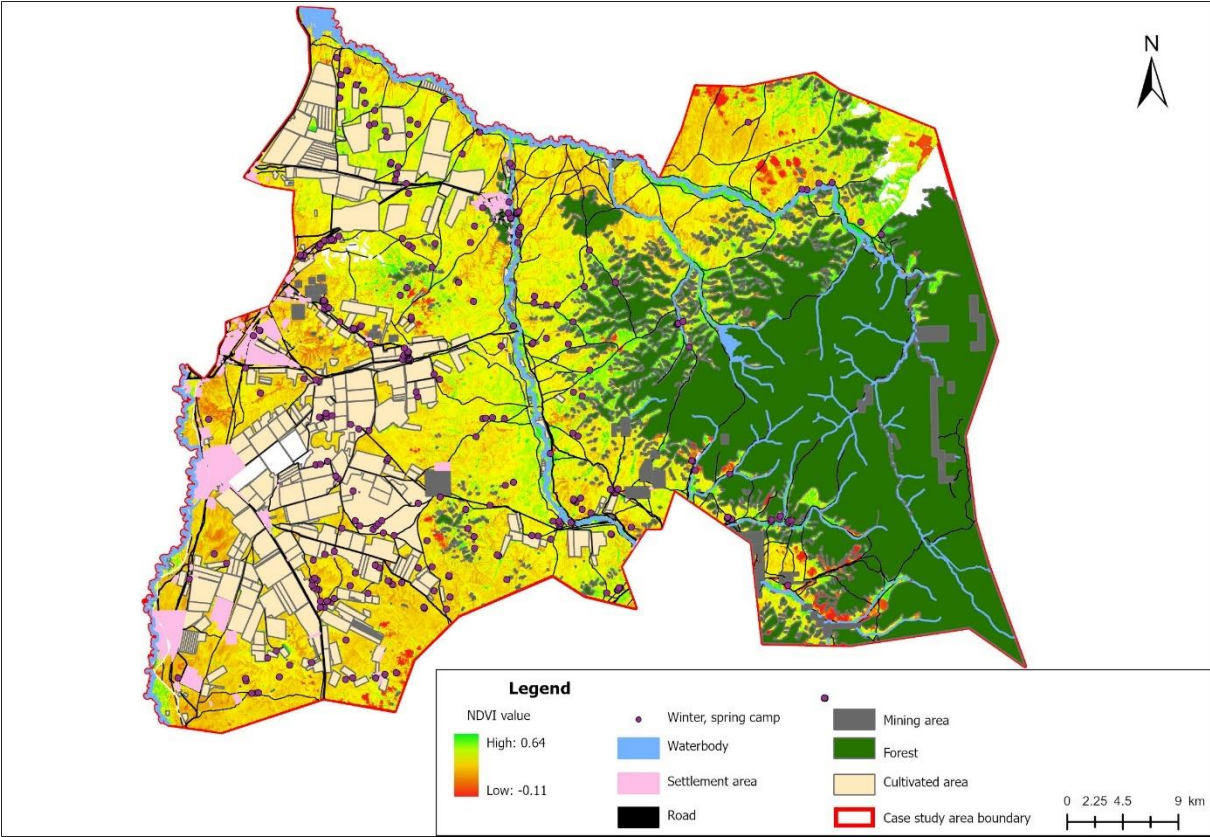 N
Legend
NDVI value
High: 0.64
Low: -0.11
Winter, spring camp
Waterbody
Settlement area
Road
Mining area
Forest
Cultivated area
Case study area boundary
0 2.25 4.5 9 km